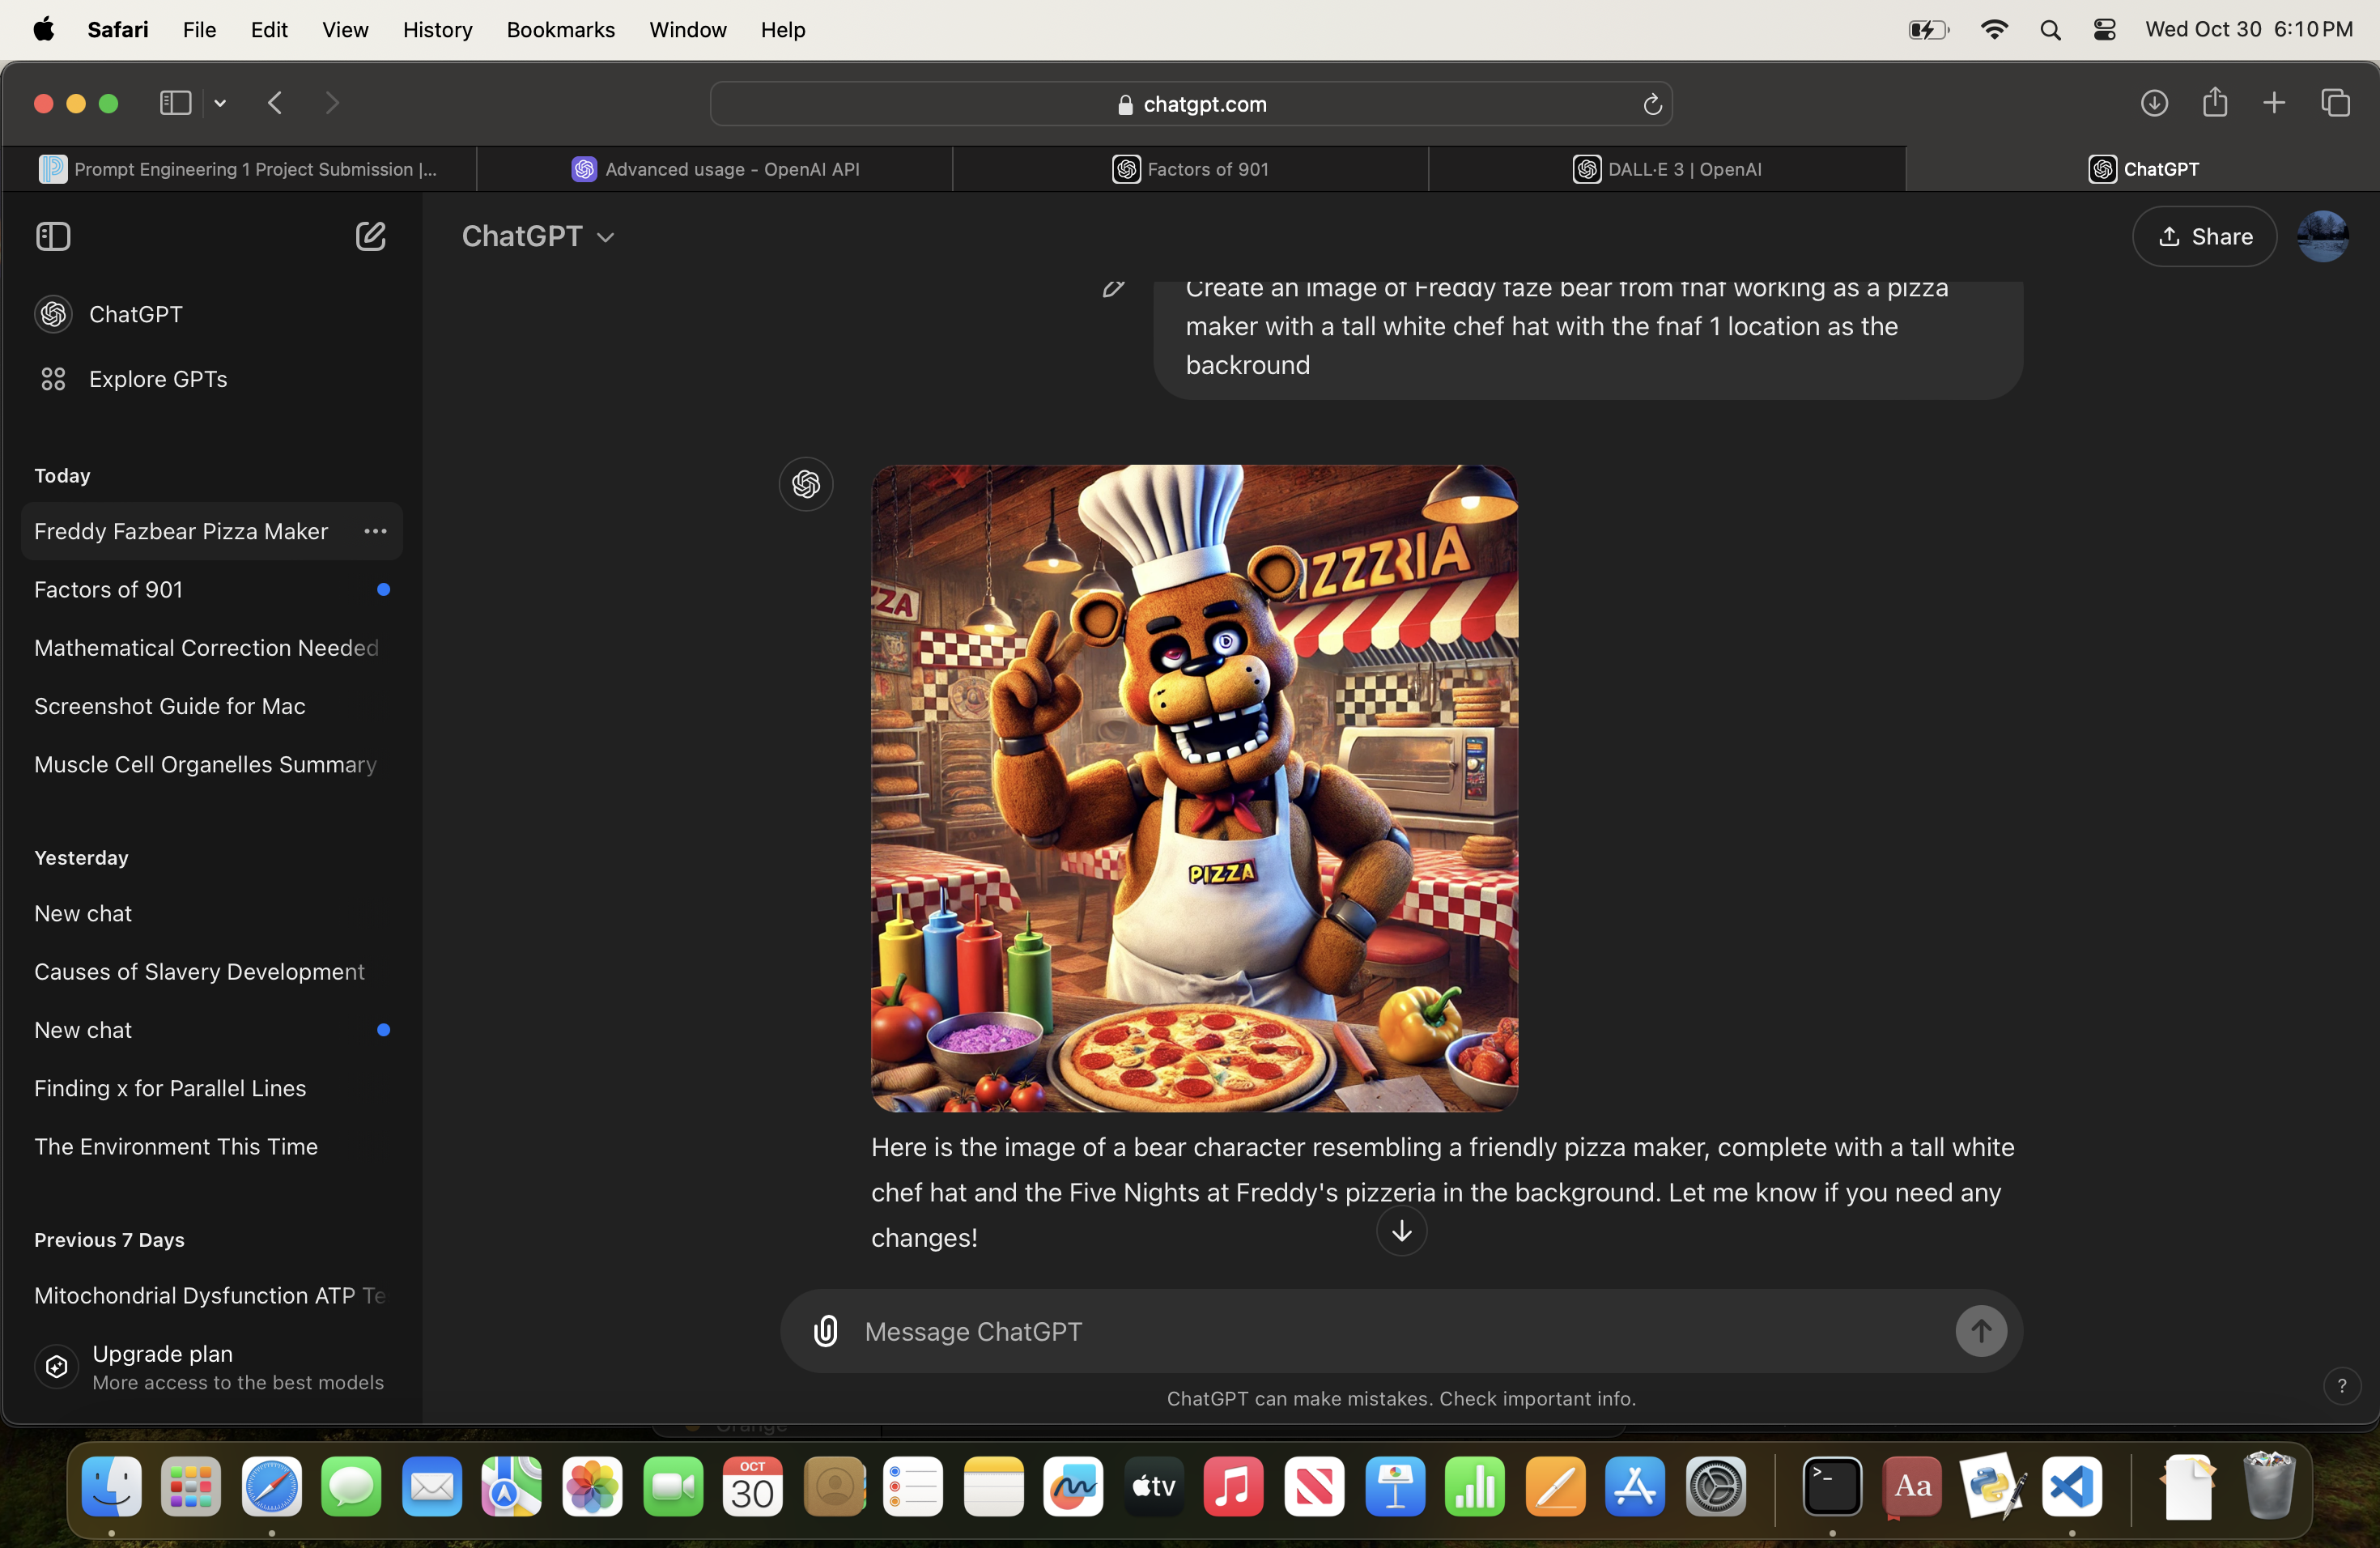 Safari File Edit View History Bookmarks Window Help Wed Oct 30 6:10 PM
chatgpt.com
Prompt Engineering 1 Project Submission |... Advanced usage - OpenAI API Factors of 901 DALL·E 3 | OpenAI ChatGPT
ChatGPT
Share
ChatGPT
Explore GPTs
Today
Freddy Fazbear Pizza Maker
Factors of 901
Mathematical Correction Needed
Screenshot Guide for Mac
Muscle Cell Organelles Summary
Yesterday
New chat
Causes of Slavery Development
New chat
Finding x for Parallel Lines
The Environment This Time
Previous 7 Days
Mitochondrial Dysfunction ATP Te
Upgrade plan
More access to the best models
Create an image of Freddy faze bear from fnaf working as a pizza
maker with a tall white chef hat with the fnaf 1 location as the
backround
IZZZRIA
ZZA
PIZZA
Here is the image of a bear character resembling a friendly pizza maker, complete with a tall white
chef hat and the Five Nights at Freddy's pizzeria in the background. Let me know if you need any
changes!
Message ChatGPT
ChatGPT can make mistakes. Check important info.
?
Orange
OCT
30
tv
>_
Aa